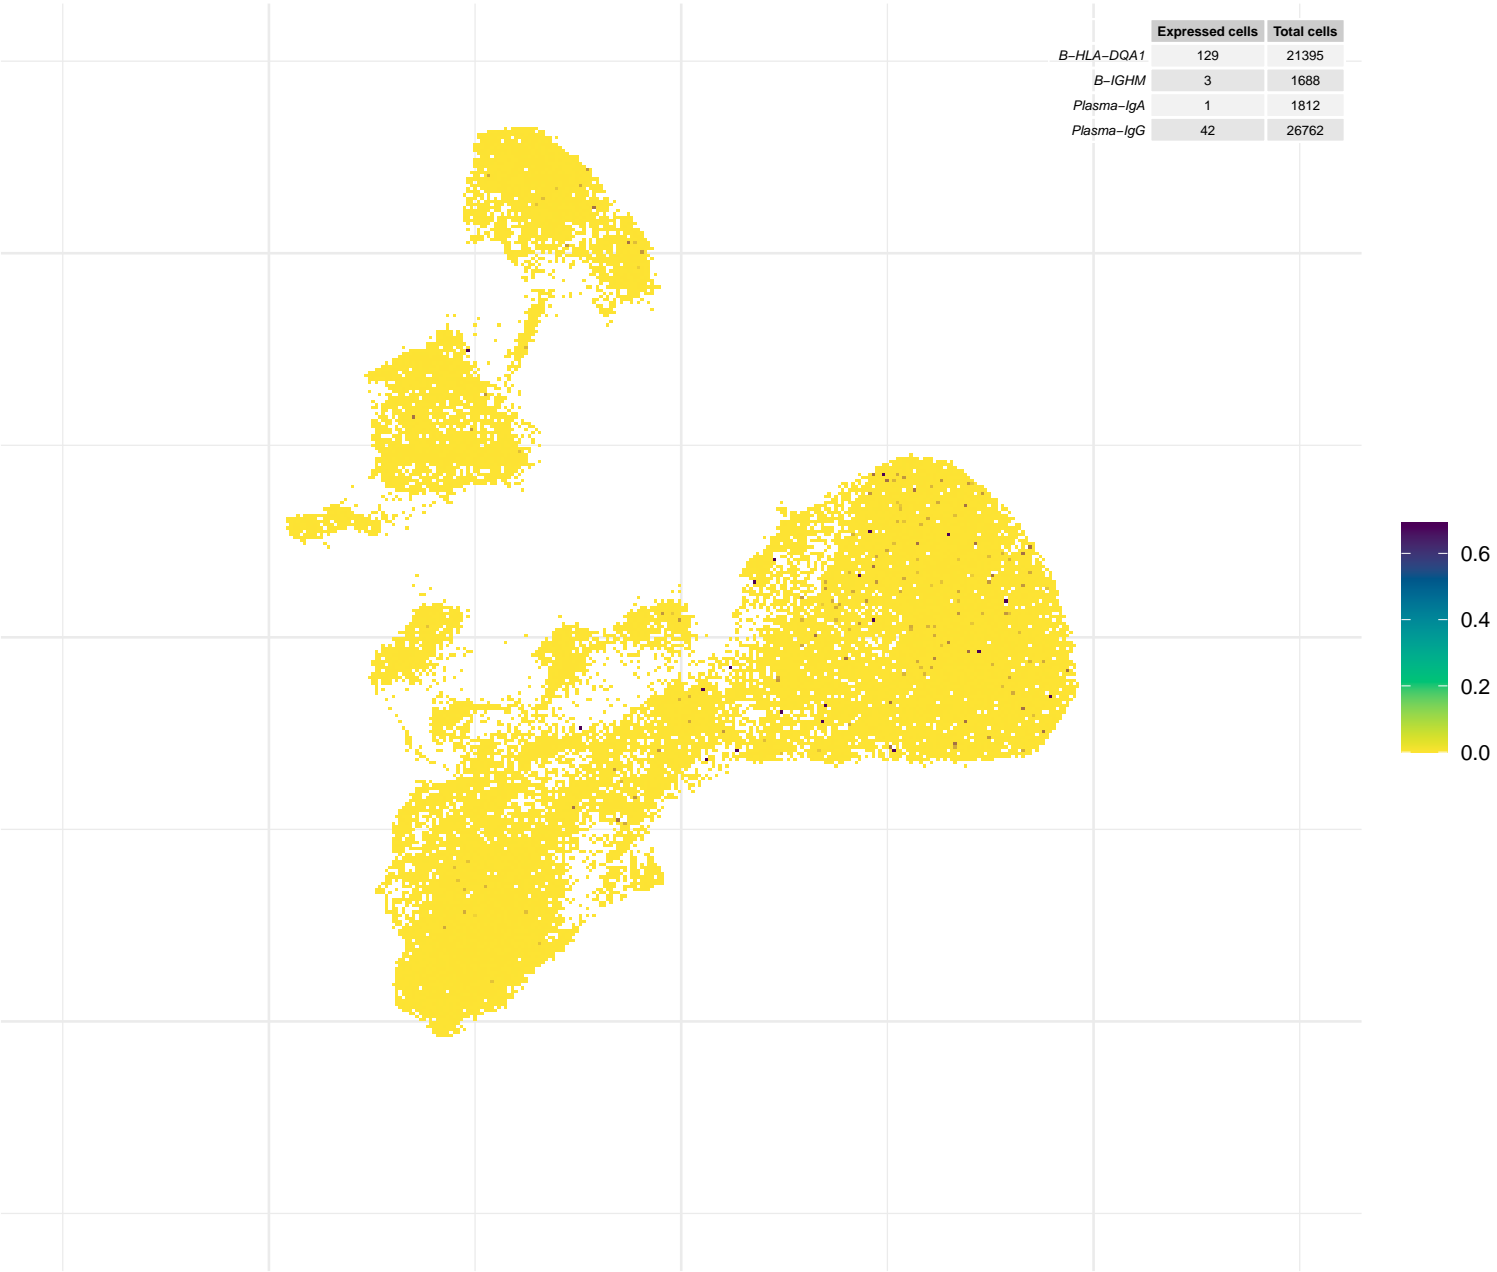 Expressed cells Total cells
B−HLA−DQA1 129 21395
B−IGHM 3 1688
Plasma−IgA 1 1812
Plasma−IgG 42 26762
0.6
0.4
0.2
0.0